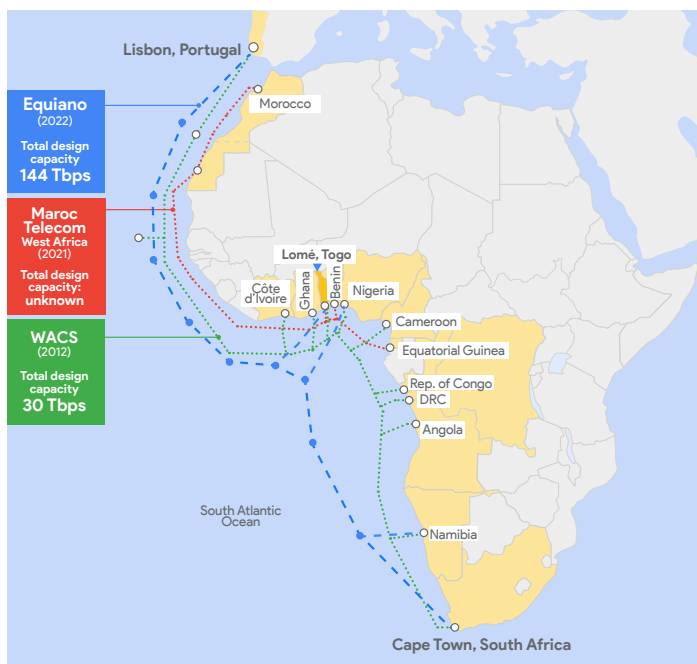 Lisbon, Portugal
Equiano
(2022)
Total design
capacity
144 Tbps
Morocco
Maroc
Telecom
West Africa
(2021)
Total design
capacity:
unknown
WACS
(2012)
Total design
capacity
30 Tbps
Lomé, Togo
Côte
d'Ivoire
Ghana
Benin
Nigeria
Cameroon
Equatorial Guinea
Rep. of Congo
DRC
Angola
South Atlantic
Ocean
Namibia
Cape Town, South Africa